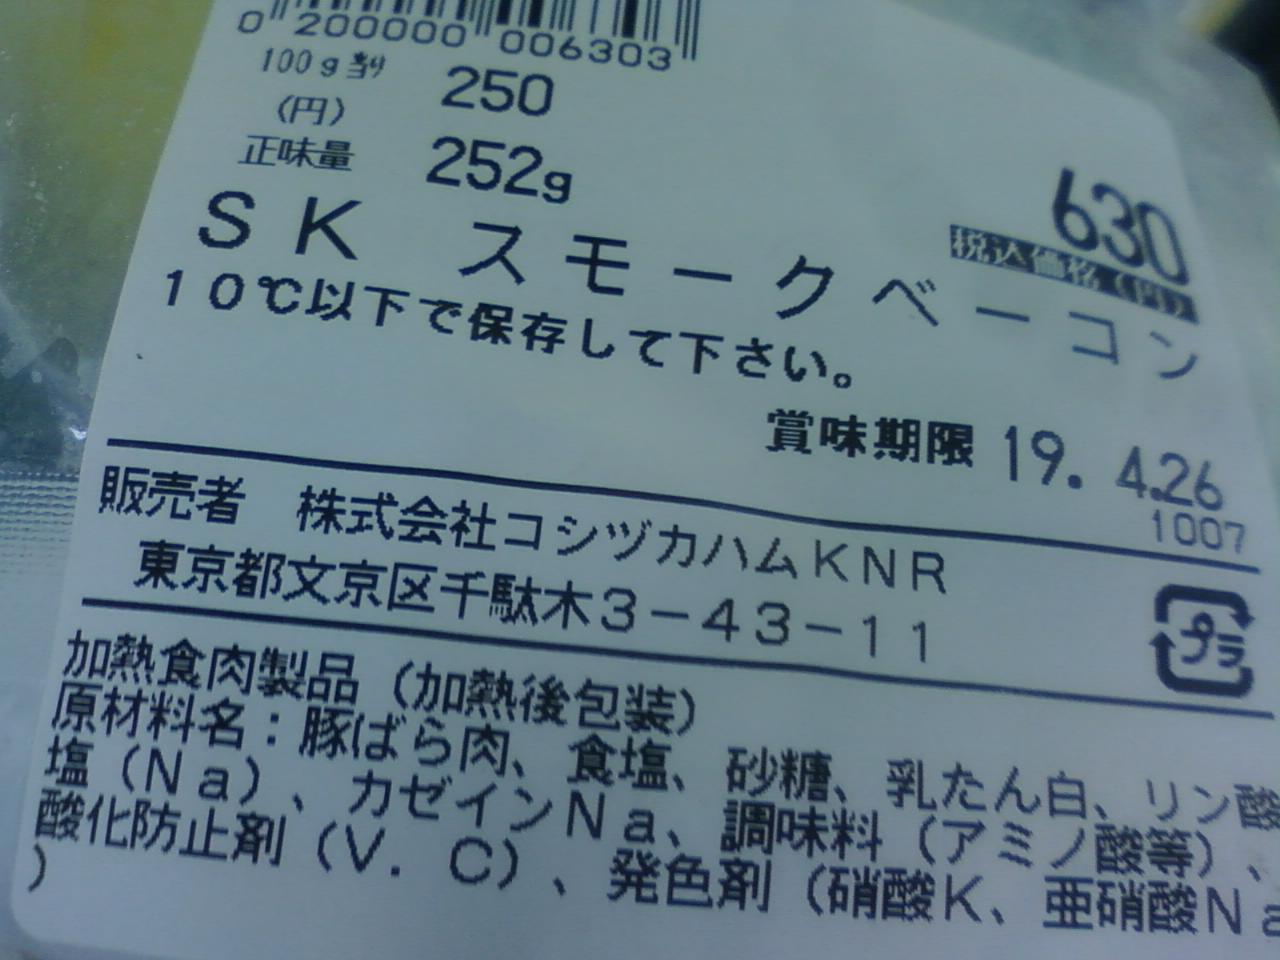 0 200000 006303
100g当り 250
(円)
正味量 252g
630
税込価格(円)
SK スモークベーコン
10℃以下で保存して下さい。
賞味期限 19. 4.26
1007
販売者 株式会社コシヅカハムKNR
東京都文京区千駄木3-43-11
プラ
加熱食肉製品(加熱後包装)
原材料名:豚ばら肉、食塩、砂糖、乳たん白、リン酸
塩(Na)、カゼインNa、調味料(アミノ酸等)、
酸化防止剤(V.C)、発色剤(硝酸K、亜硝酸Na
)